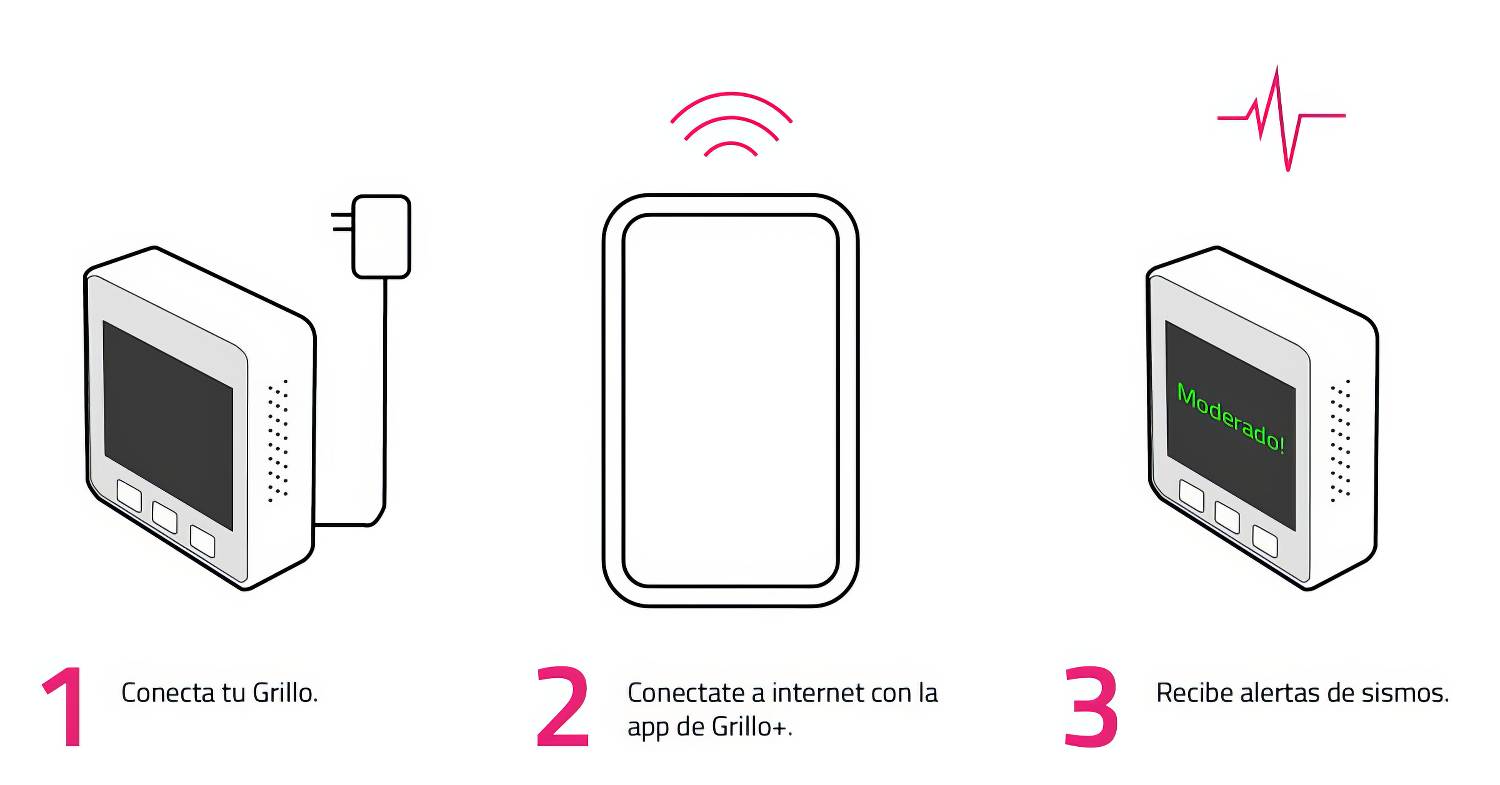 Moderado!
1
Conecta tu Grillo.
2
Conectate a internet con la
app de Grillo+.
3
Recibe alertas de sismos.